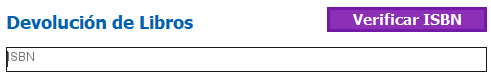 Devolución de Libros
Verificar ISBN
ISBN